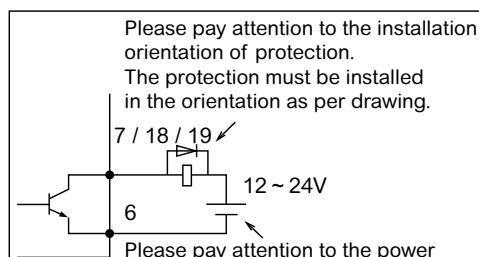 Please pay attention to the installation
orientation of protection.
The protection must be installed
in the orientation as per drawing.
7 / 18 / 19
12 ~ 24V
6
Please pay attention to the power